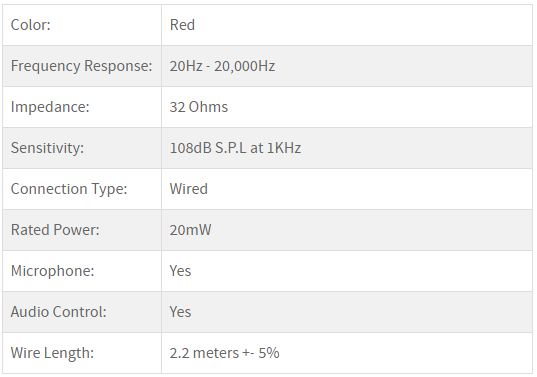 Color: Red
Frequency Response: 20Hz - 20,000Hz
Impedance: 32 Ohms
Sensitivity: 108dB S.P.L at 1KHz
Connection Type: Wired
Rated Power: 20mW
Microphone: Yes
Audio Control: Yes
Wire Length: 2.2 meters +- 5%